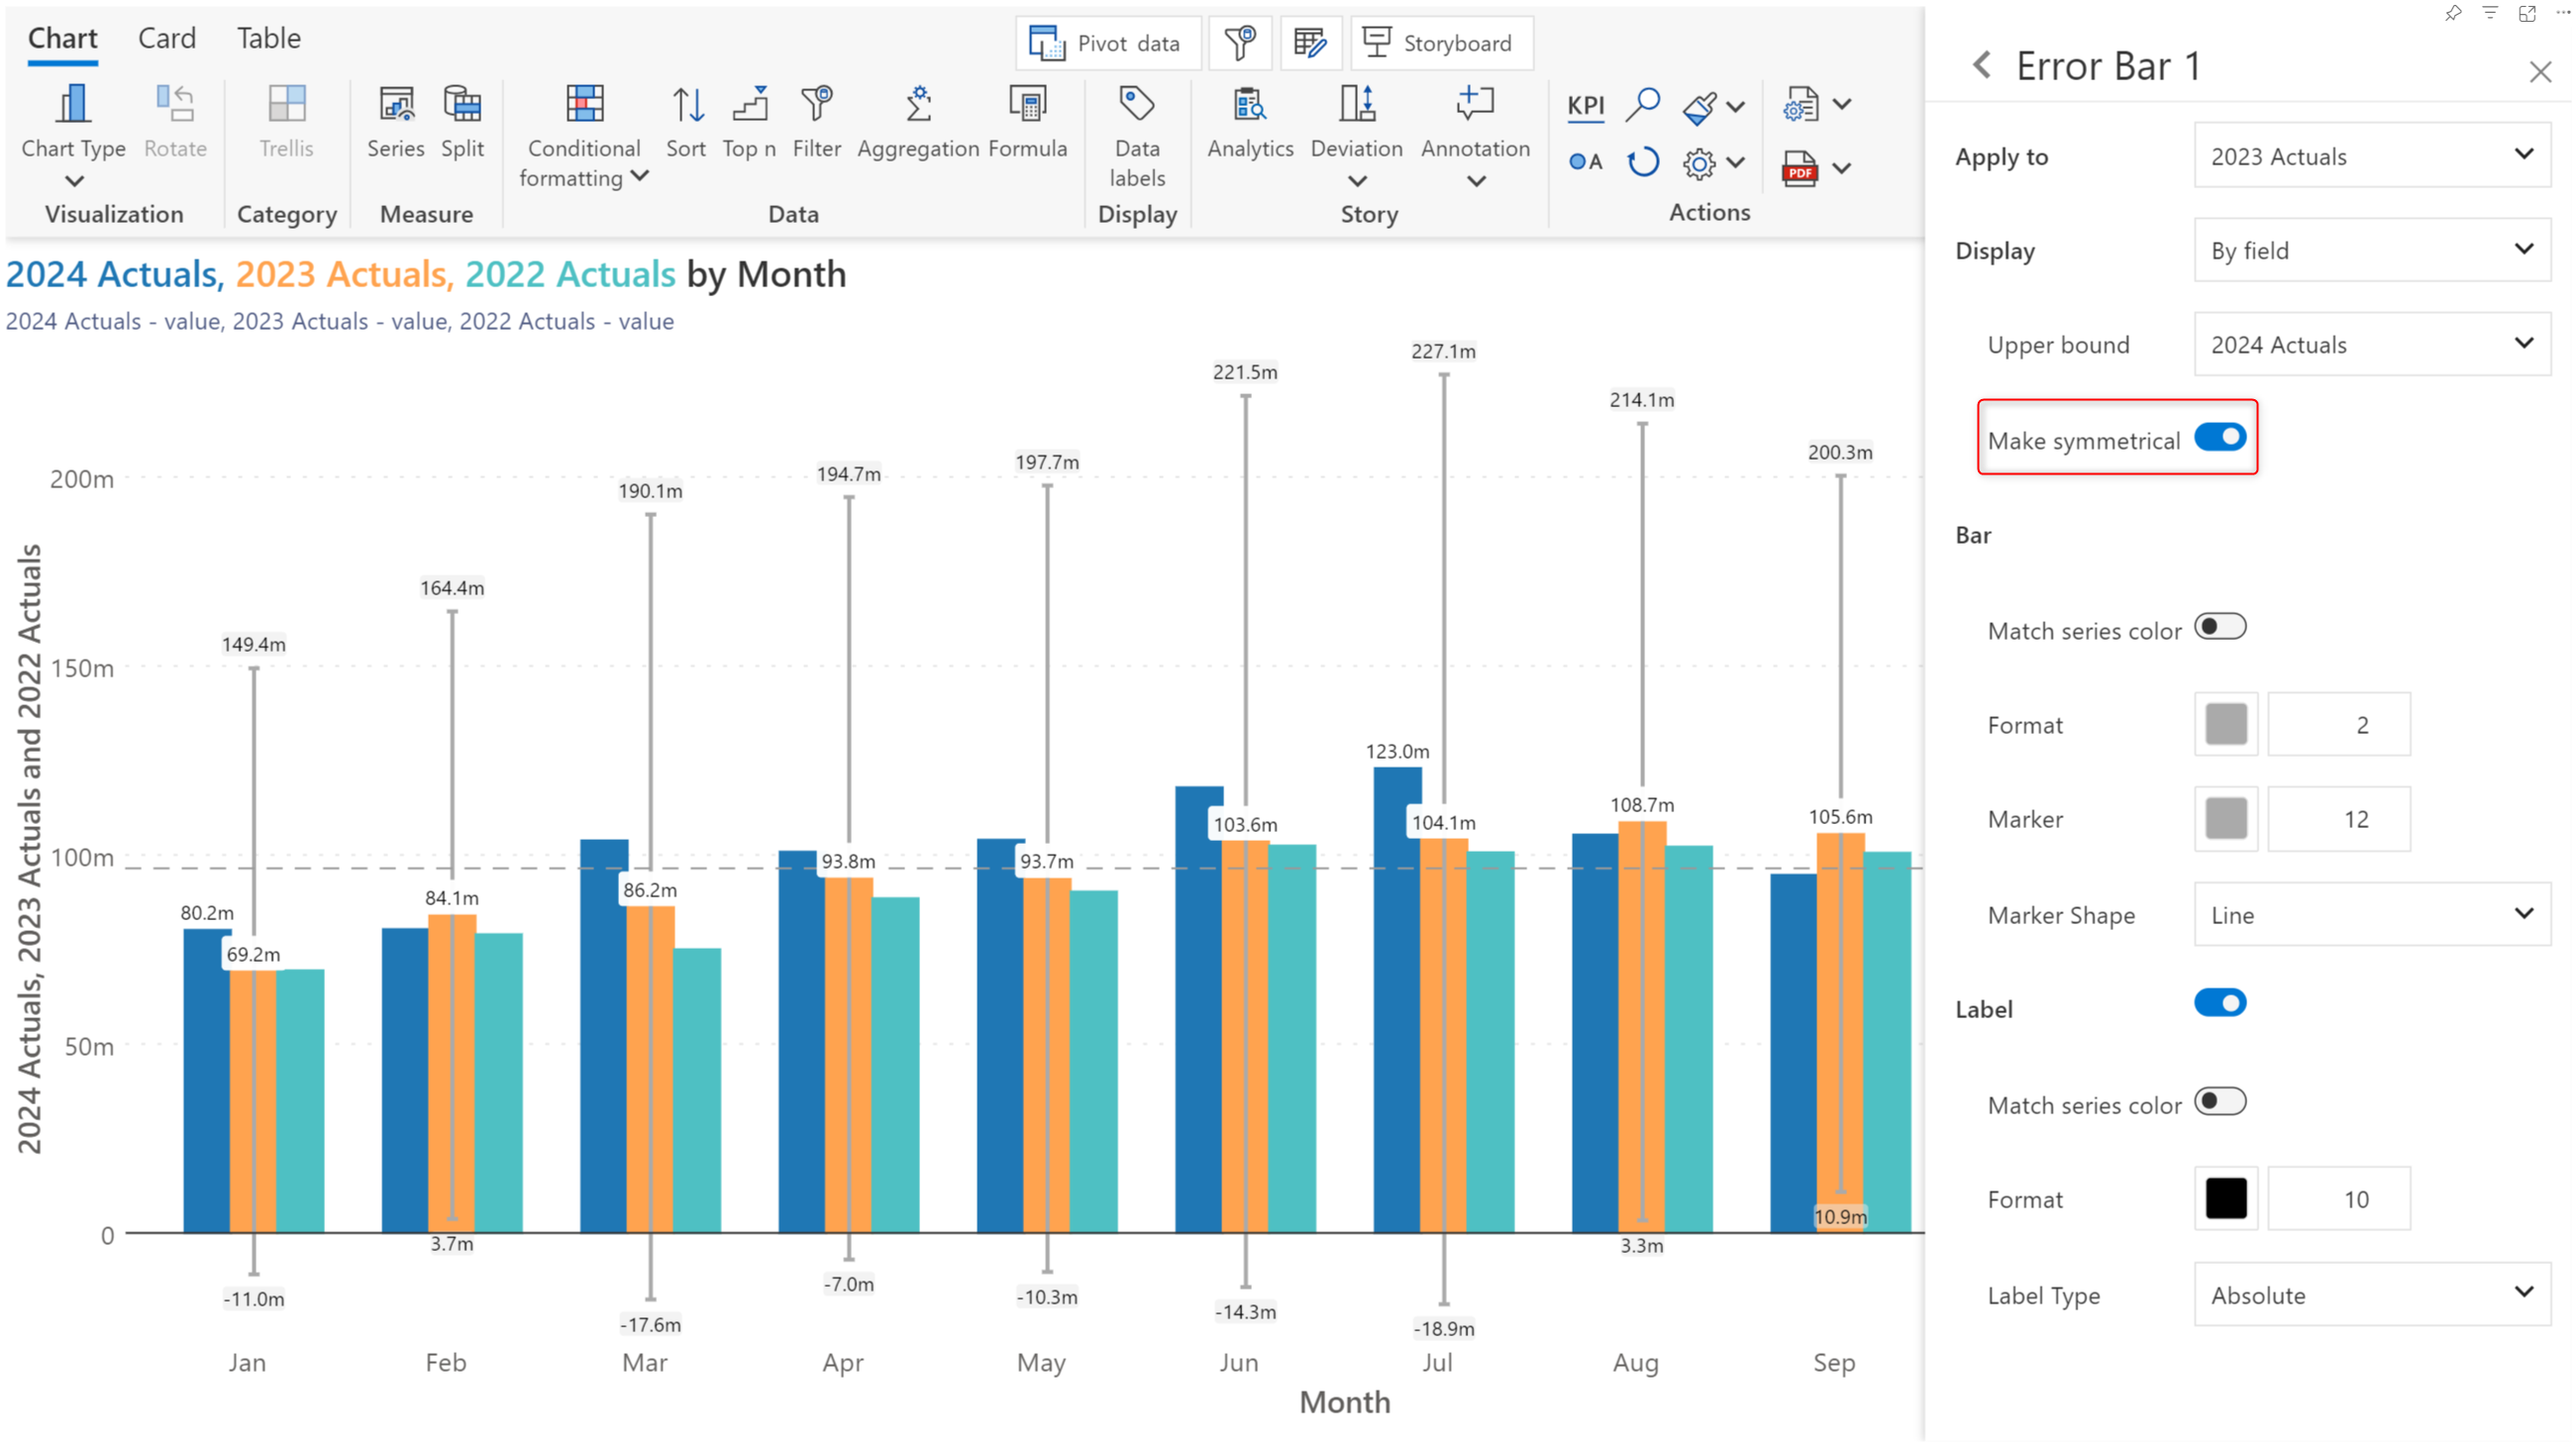 Chart Card Table
Pivot data
Storyboard
Chart Type
Rotate
Trellis
Series
Split
Conditional
formatting
Sort
Top n
Filter
Aggregation
Formula
Data
labels
Analytics
Deviation
Annotation
KPI
A
PDF
Visualization
Category
Measure
Data
Display
Story
Actions
2024 Actuals, 2023 Actuals, 2022 Actuals by Month
2024 Actuals - value, 2023 Actuals - value, 2022 Actuals - value
2024 Actuals, 2023 Actuals and 2022 Actuals
200m
150m
100m
50m
0
149.4m
164.4m
190.1m
194.7m
197.7m
221.5m
227.1m
214.1m
200.3m
80.2m
69.2m
84.1m
86.2m
93.8m
93.7m
103.6m
123.0m
104.1m
108.7m
105.6m
-11.0m
3.7m
-17.6m
-7.0m
-10.3m
-14.3m
-18.9m
3.3m
10.9m
Jan Feb Mar Apr May Jun Jul Aug Sep
Month
Error Bar 1
Apply to 2023 Actuals
Display By field
Upper bound 2024 Actuals
Make symmetrical
Bar
Match series color
Format 2
Marker 12
Marker Shape Line
Label
Match series color
Format 10
Label Type Absolute